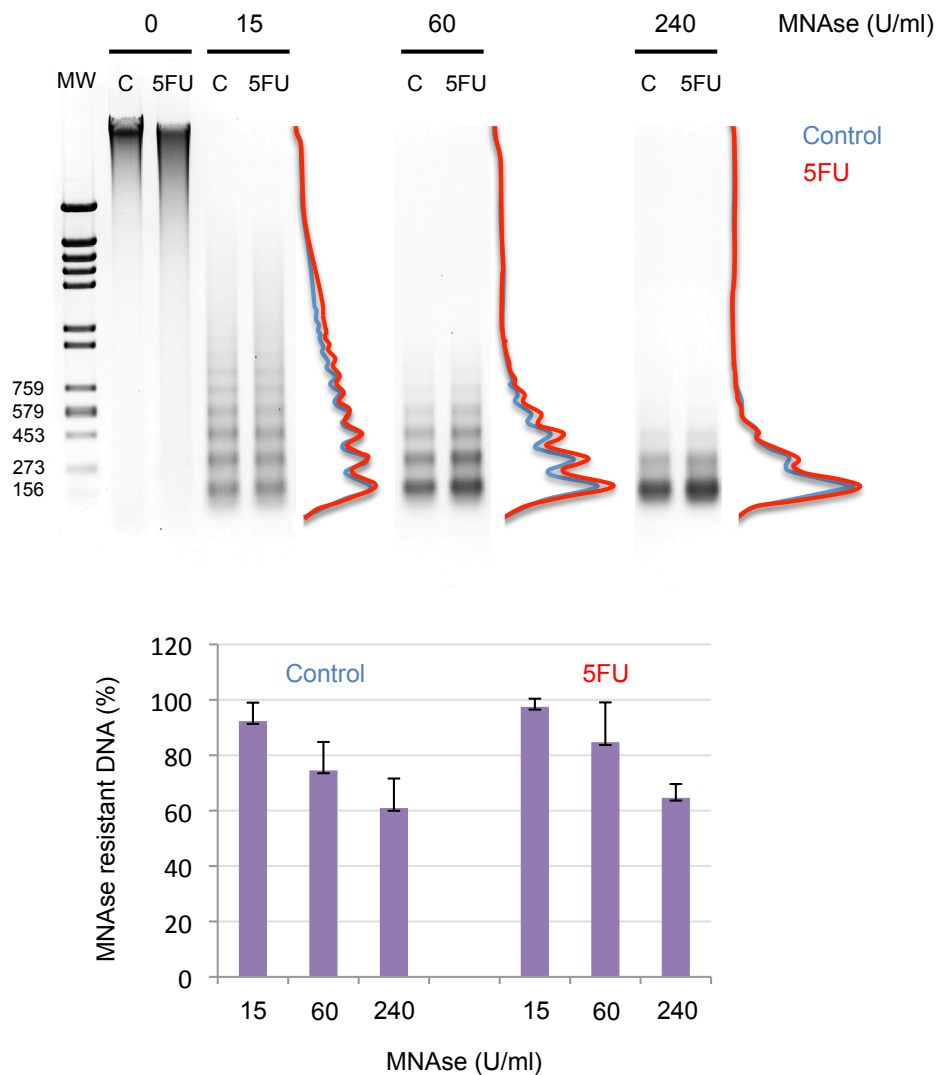 0 15 60 240 MNAse (U/ml)
MW C 5FU C 5FU C 5FU C 5FU
Control
5FU
759
579
453
273
156
120
100
80
60
40
20
0
MNAse resistant DNA (%)
Control 5FU
15 60 240 15 60 240
MNAse (U/ml)